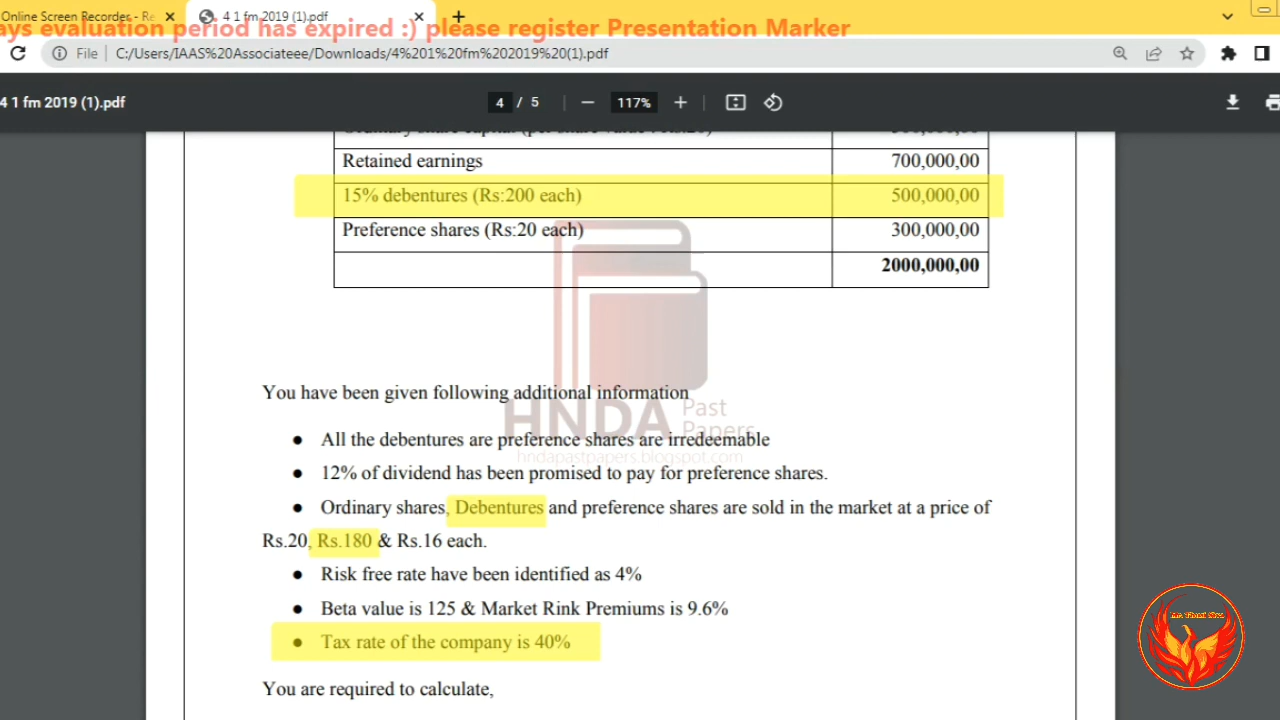 Online Screen Recorder - Re
4 1 fm 2019 (1).pdf
ays evaluation period has expired :) please register Presentation Marker
File
C:/Users/IAAS%20Associateee/Downloads/4%201%20fm%202019%20(1).pdf
4 1 fm 2019 (1).pdf
4 / 5
117%
Retained earnings 700,000,00
15% debentures (Rs:200 each) 500,000,00
Preference shares (Rs:20 each) 300,000,00
2000,000,00
You have been given following additional information
HNDA Past Papers
hndapastpapers.blogspot.com
● All the debentures are preference shares are irredeemable
● 12% of dividend has been promised to pay for preference shares.
● Ordinary shares, Debentures and preference shares are sold in the market at a price of
Rs.20, Rs.180 & Rs.16 each.
● Risk free rate have been identified as 4%
● Beta value is 125 & Market Rink Premiums is 9.6%
● Tax rate of the company is 40%
You are required to calculate,